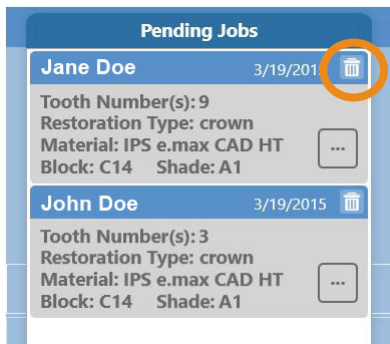 Pending Jobs
Jane Doe 3/19/2015
Tooth Number(s): 9
Restoration Type: crown
Material: IPS e.max CAD HT
...
Block: C14 Shade: A1
John Doe 3/19/2015
Tooth Number(s): 3
Restoration Type: crown
Material: IPS e.max CAD HT
...
Block: C14 Shade: A1